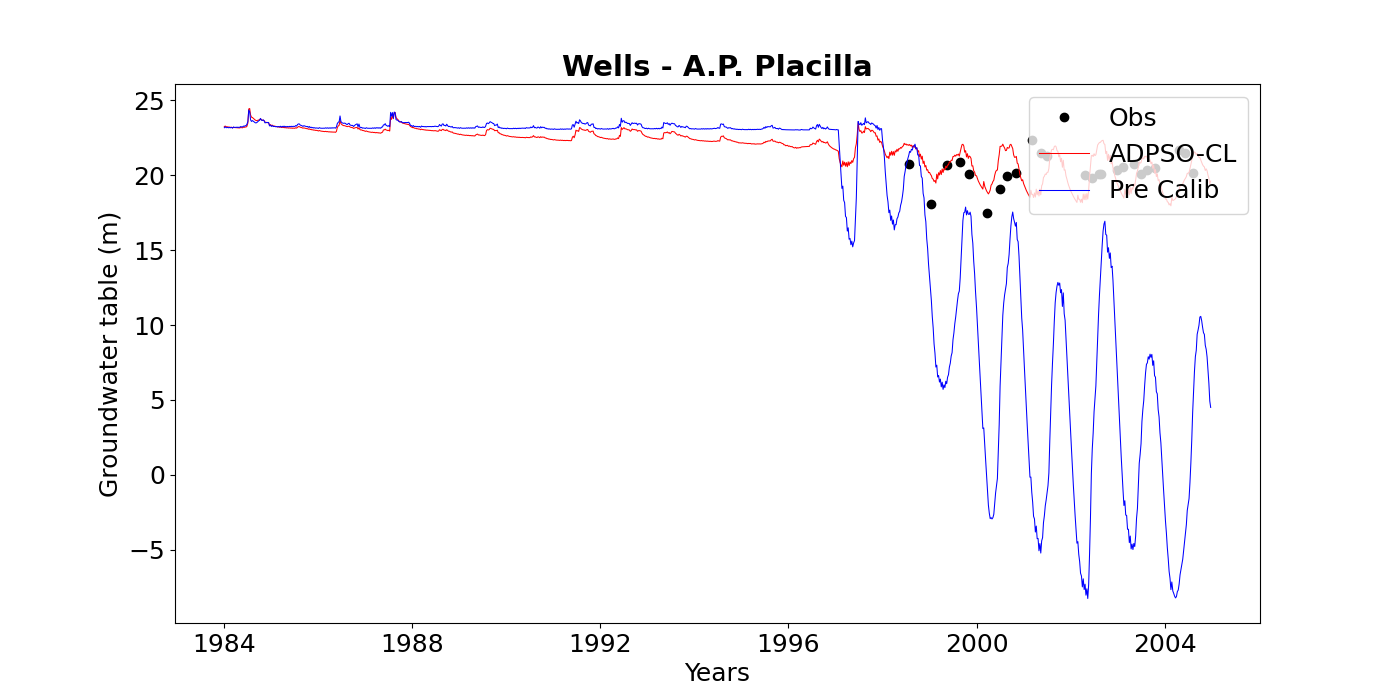 Wells - A.P. Placilla
Obs
ADPSO-CL
Pre Calib
Groundwater table (m)
25
20
15
10
5
0
−5
1984 1988 1992 1996 2000 2004
Years